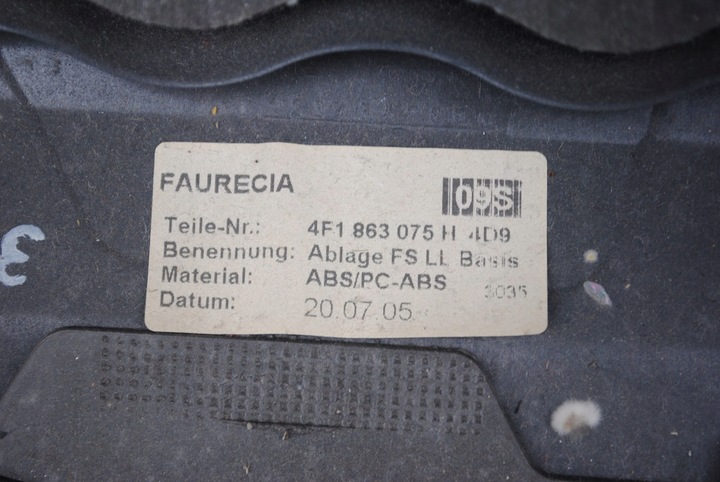 FAURECIA
09S
Teile-Nr.: 4F1 863 075 H 4D9
Benennung: Ablage FS LL Basis
Material: ABS/PC-ABS
3035
Datum: 20.07.05
3